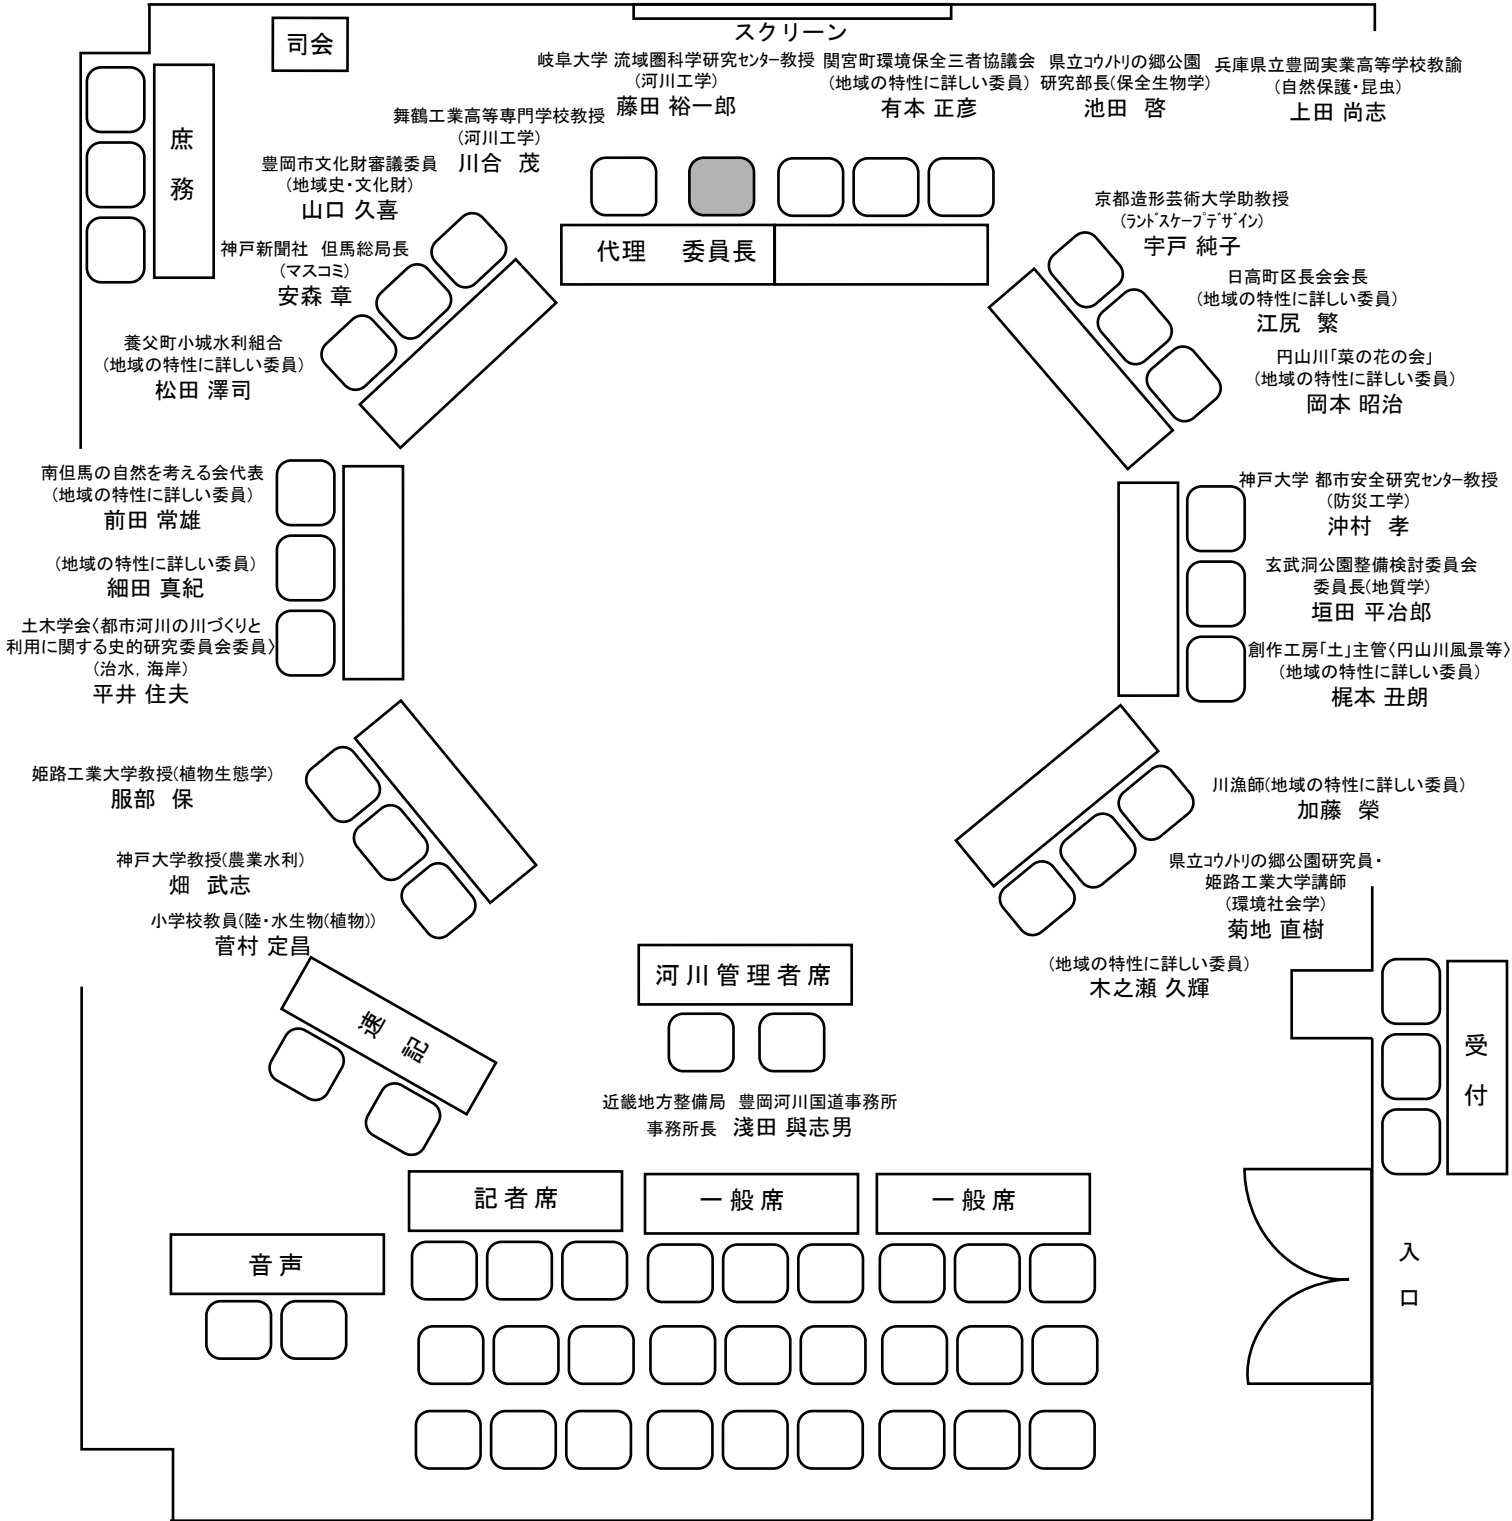 司会
スクリーン
岐阜大学 流域圏科学研究センター教授
(河川工学)
藤田 裕一郎
関宮町環境保全三者協議会
(地域の特性に詳しい委員)
有本 正彦
県立コウノトリの郷公園
研究部長(保全生物学)
池田 啓
兵庫県立豊岡実業高等学校教諭
(自然保護・昆虫)
上田 尚志
舞鶴工業高等専門学校教授
(河川工学)
川合 茂
庶
務
豊岡市文化財審議委員
(地域史・文化財)
山口 久喜
神戸新聞社 但馬総局長
(マスコミ)
安森 章
養父町小城水利組合
(地域の特性に詳しい委員)
松田 澤司
代理 委員長
京都造形芸術大学助教授
(ランドスケープデザイン)
宇戸 純子
日高町区長会会長
(地域の特性に詳しい委員)
江尻 繁
円山川「菜の花の会」
(地域の特性に詳しい委員)
岡本 昭治
南但馬の自然を考える会代表
(地域の特性に詳しい委員)
前田 常雄
(地域の特性に詳しい委員)
細田 真紀
土木学会〈都市河川の川づくりと
利用に関する史的研究委員会委員〉
(治水, 海岸)
平井 住夫
神戸大学 都市安全研究センター教授
(防災工学)
沖村 孝
玄武洞公園整備検討委員会
委員長(地質学)
垣田 平治郎
創作工房「土」主管〈円山川風景等〉
(地域の特性に詳しい委員)
梶本 丑朗
姫路工業大学教授(植物生態学)
服部 保
神戸大学教授(農業水利)
畑 武志
小学校教員(陸・水生物(植物))
菅村 定昌
川漁師(地域の特性に詳しい委員)
加藤 榮
県立コウノトリの郷公園研究員・
姫路工業大学講師
(環境社会学)
菊地 直樹
(地域の特性に詳しい委員)
木之瀬 久輝
速記
河川管理者席
近畿地方整備局 豊岡河川国道事務所
事務所長 淺田 與志男
受
付
記者席
一般席
一般席
音声
入
口